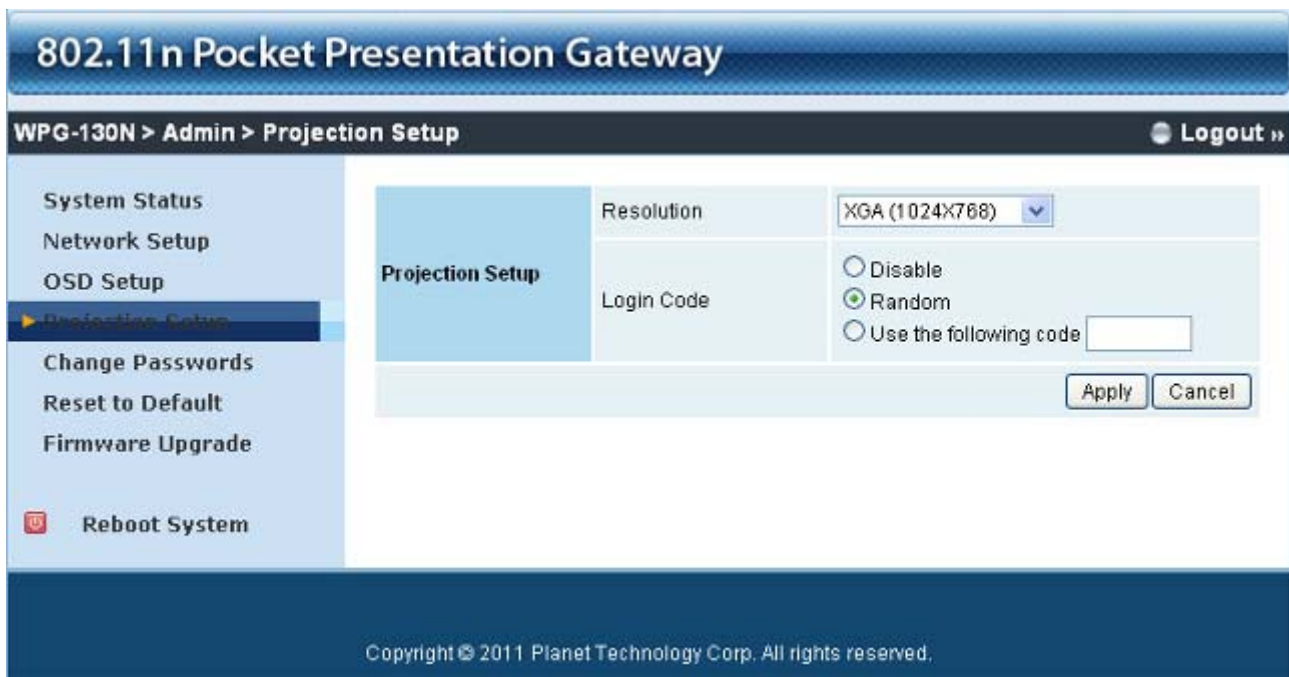 802.11n Pocket Presentation Gateway
WPG-130N > Admin > Projection Setup
Logout »
System Status
Network Setup
OSD Setup
Projection Setup
Change Passwords
Reset to Default
Firmware Upgrade
Reboot System
Projection Setup
Resolution
XGA (1024X768)
Login Code
Disable
Random
Use the following code
Apply
Cancel
Copyright © 2011 Planet Technology Corp. All rights reserved.